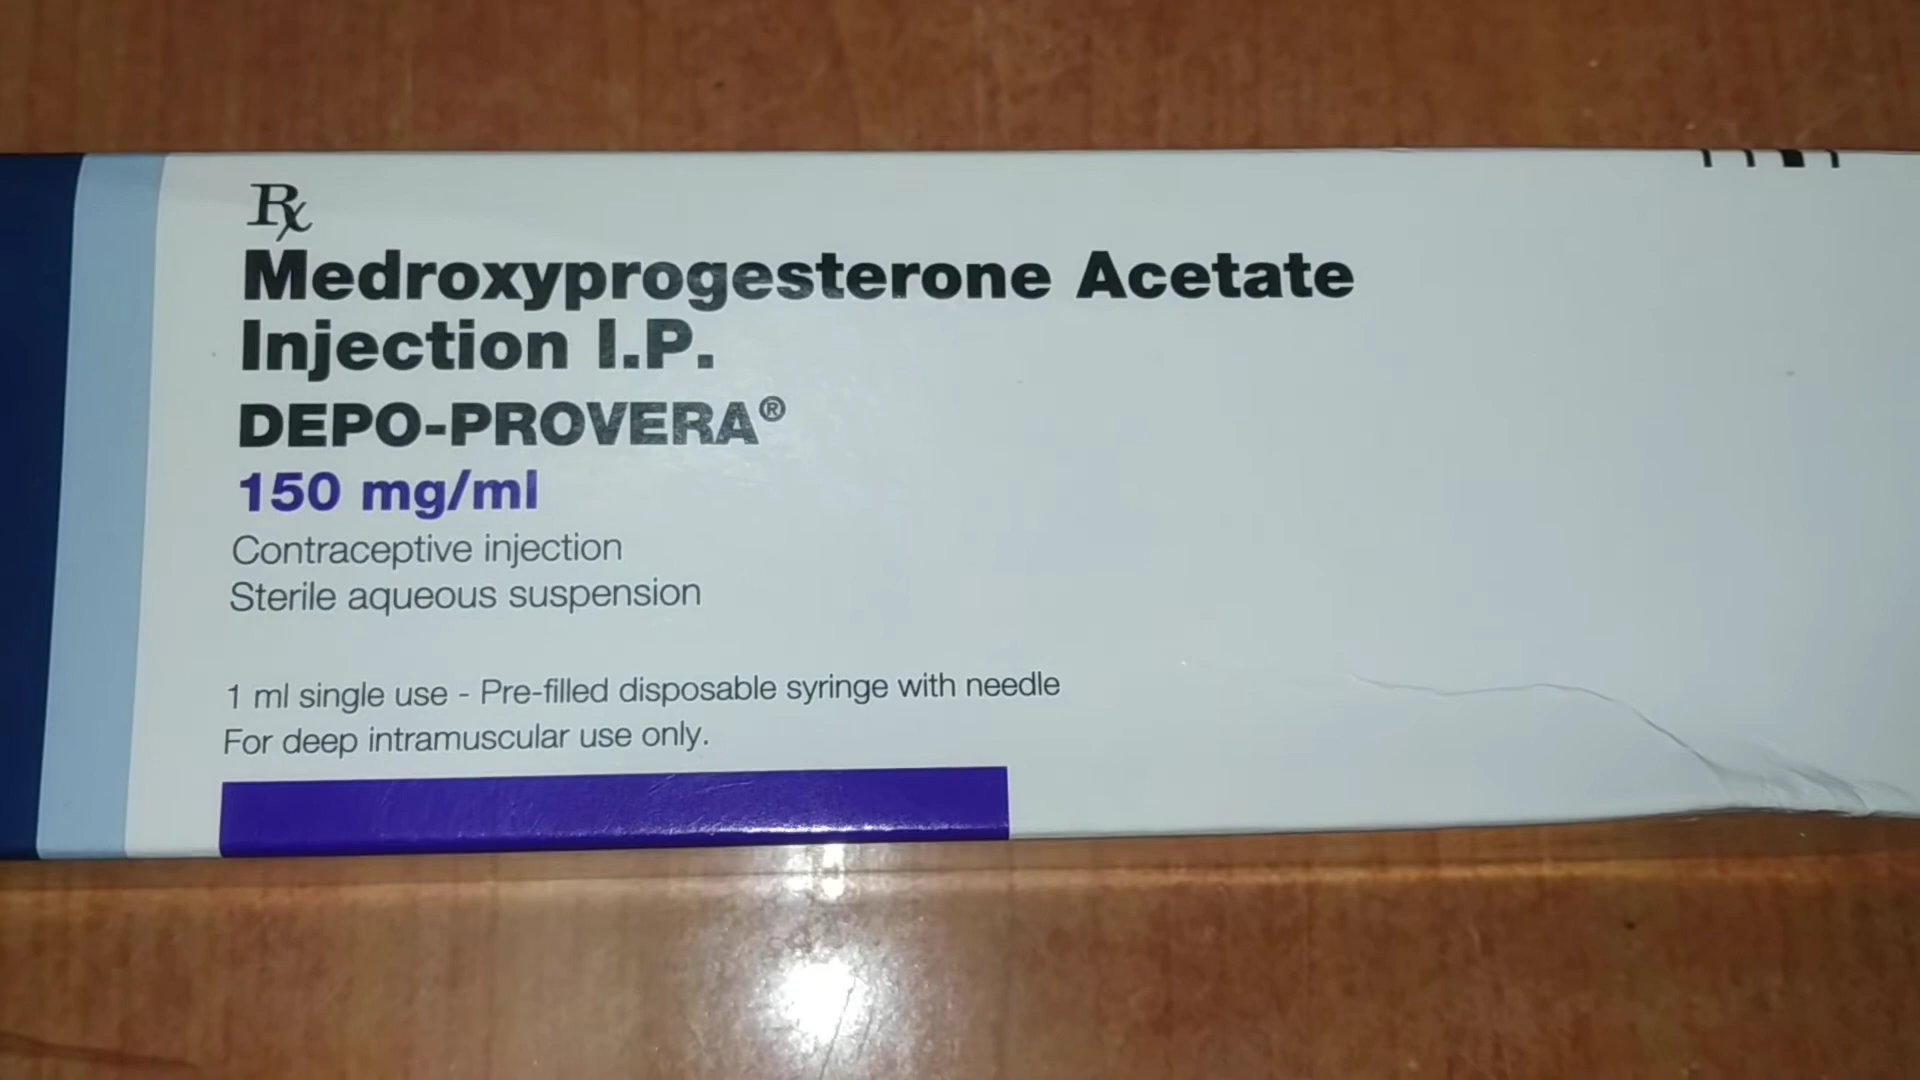 Rx
Medroxyprogesterone Acetate
Injection I.P.
DEPO-PROVERA®
150 mg/ml
Contraceptive injection
Sterile aqueous suspension
1 ml single use - Pre-filled disposable syringe with needle
For deep intramuscular use only.